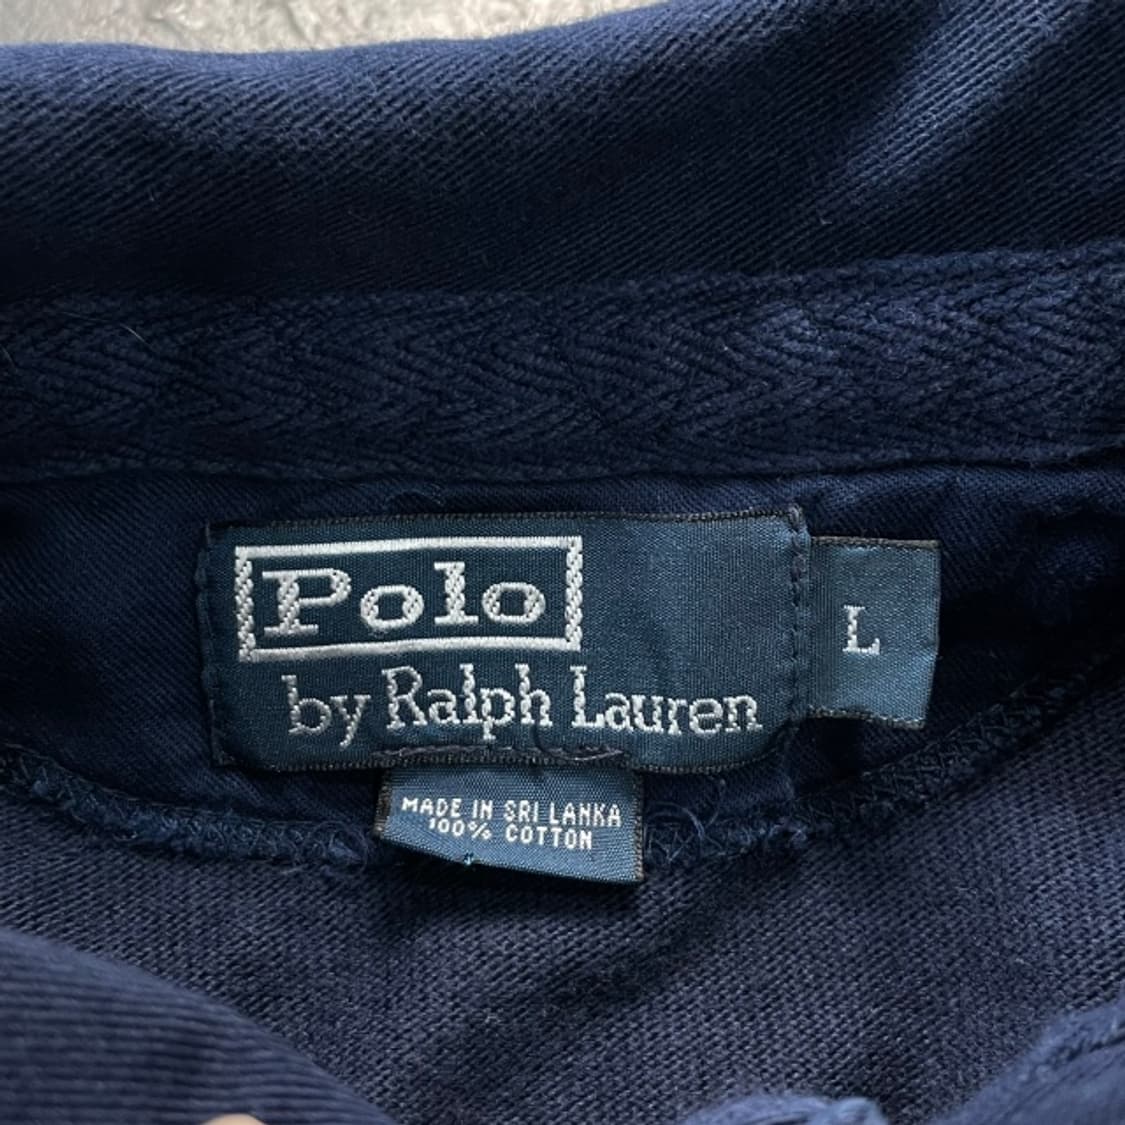 Polo
by Ralph Lauren
L
MADE IN SRI LANKA
100% COTTON